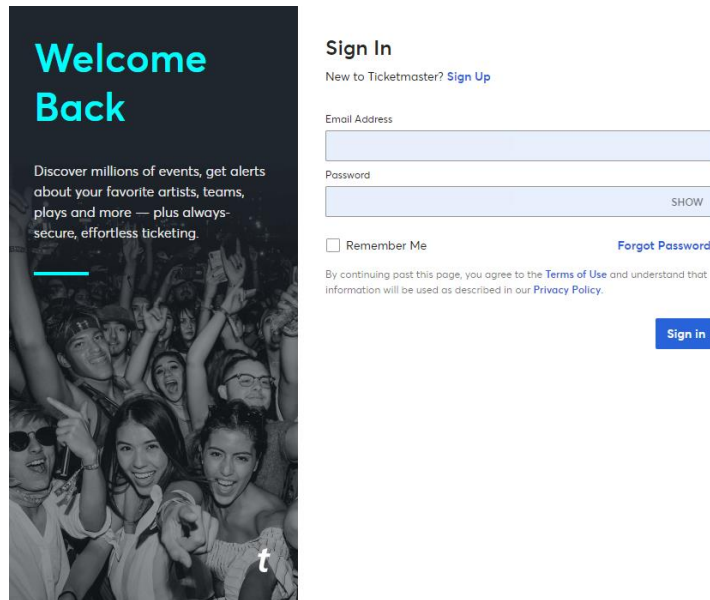 Welcome
Back
Discover millions of events, get alerts
about your favorite artists, teams,
plays and more — plus always-
secure, effortless ticketing.
t
Sign In
New to Ticketmaster? Sign Up
Email Address
Password
SHOW
Remember Me
Forgot Password
By continuing past this page, you agree to the Terms of Use and understand that
information will be used as described in our Privacy Policy.
Sign in